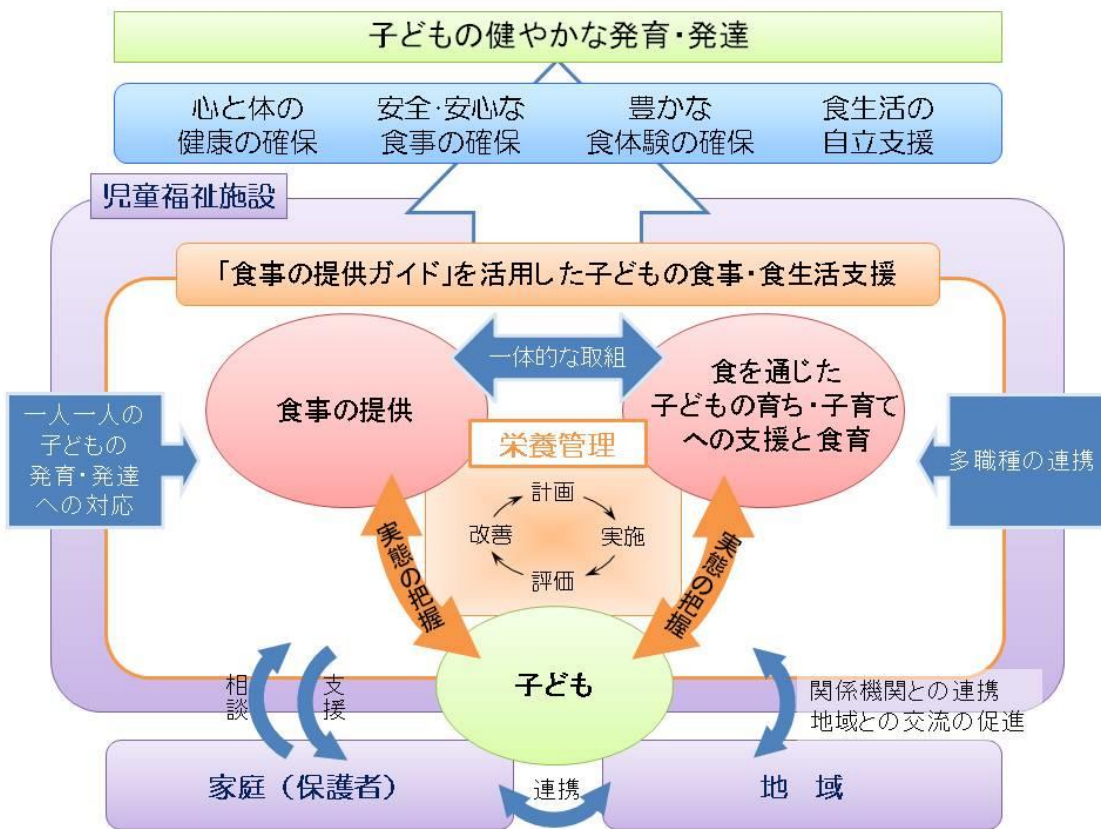 子どもの健やかな発育・発達
心と体の
健康の確保
安全・安心な
食事の確保
豊かな
食体験の確保
食生活の
自立支援
児童福祉施設
「食事の提供ガイド」を活用した子どもの食事・食生活支援
一体的な取組
食事の提供
食を通じた
子どもの育ち・子育て
への支援と食育
一人一人の
子どもの
発育・発達
への対応
多職種の連携
栄養管理
計画
実施
評価
改善
実態の把握
実態の把握
子ども
相談
支援
関係機関との連携
地域との交流の促進
家庭（保護者）
連携
地　域